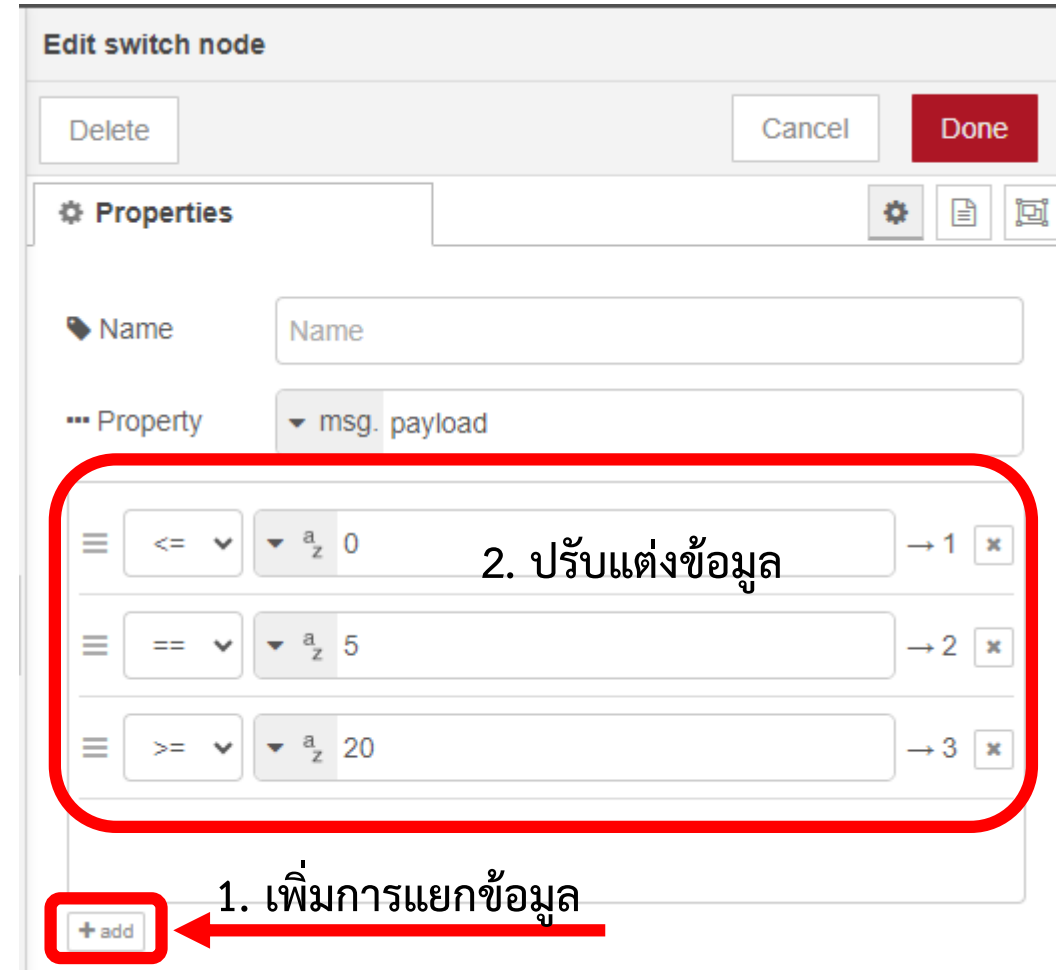 Edit switch node
Delete Cancel Done
Properties
Name Name
Property msg. payload
<= a z 0 → 1 ×
2. ปรับแต่งข้อมูล
== a z 5 → 2 ×
>= a z 20 → 3 ×
1. เพิ่มการแยกข้อมูล
+ add